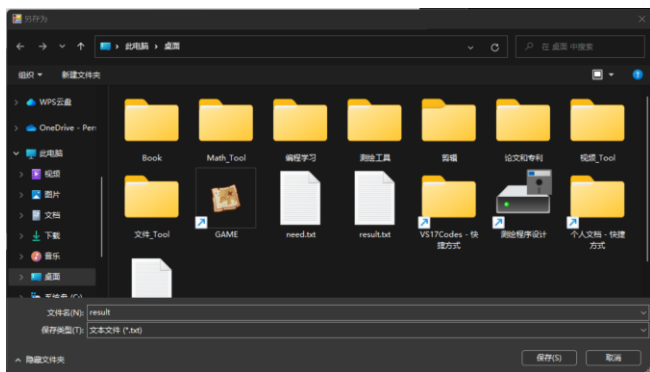 另存为
此电脑 › 桌面
在 桌面 中搜索
组织
新建文件夹
WPS云盘
OneDrive - Pers
此电脑
视频
图片
文档
下载
音乐
桌面
系统盘 (C:)
Book
Math_Tool
编程学习
测绘工具
剪辑
论文和专利
视频_Tool
文件_Tool
GAME
need.txt
result.txt
VS17Codes - 快
捷方式
测绘程序设计
个人文档 - 快捷
方式
文件名(N): result
保存类型(T): 文本文件 (*.txt)
隐藏文件夹
保存(S)
取消